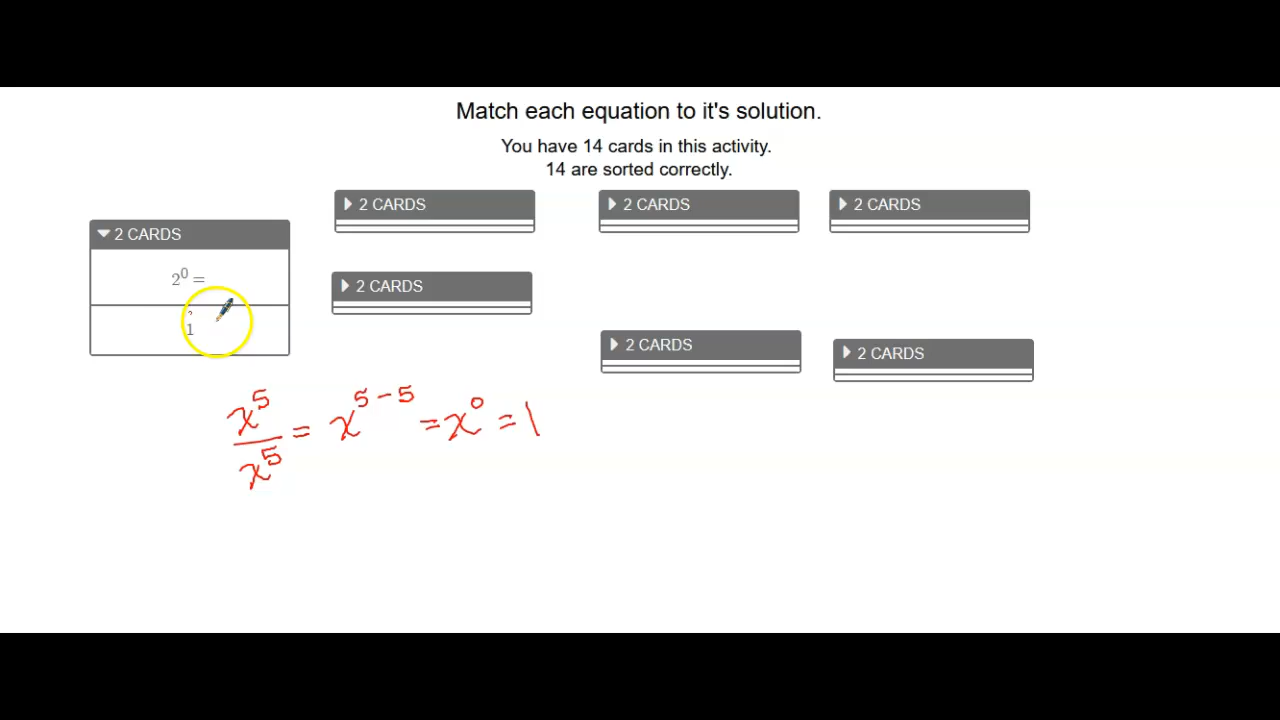 Match each equation to it's solution.
You have 14 cards in this activity.
14 are sorted correctly.
2 CARDS
2⁰ =
1
2 CARDS
2 CARDS
2 CARDS
2 CARDS
2 CARDS
2 CARDS
x⁵/x⁵ = x⁵⁻⁵ = x⁰ = 1